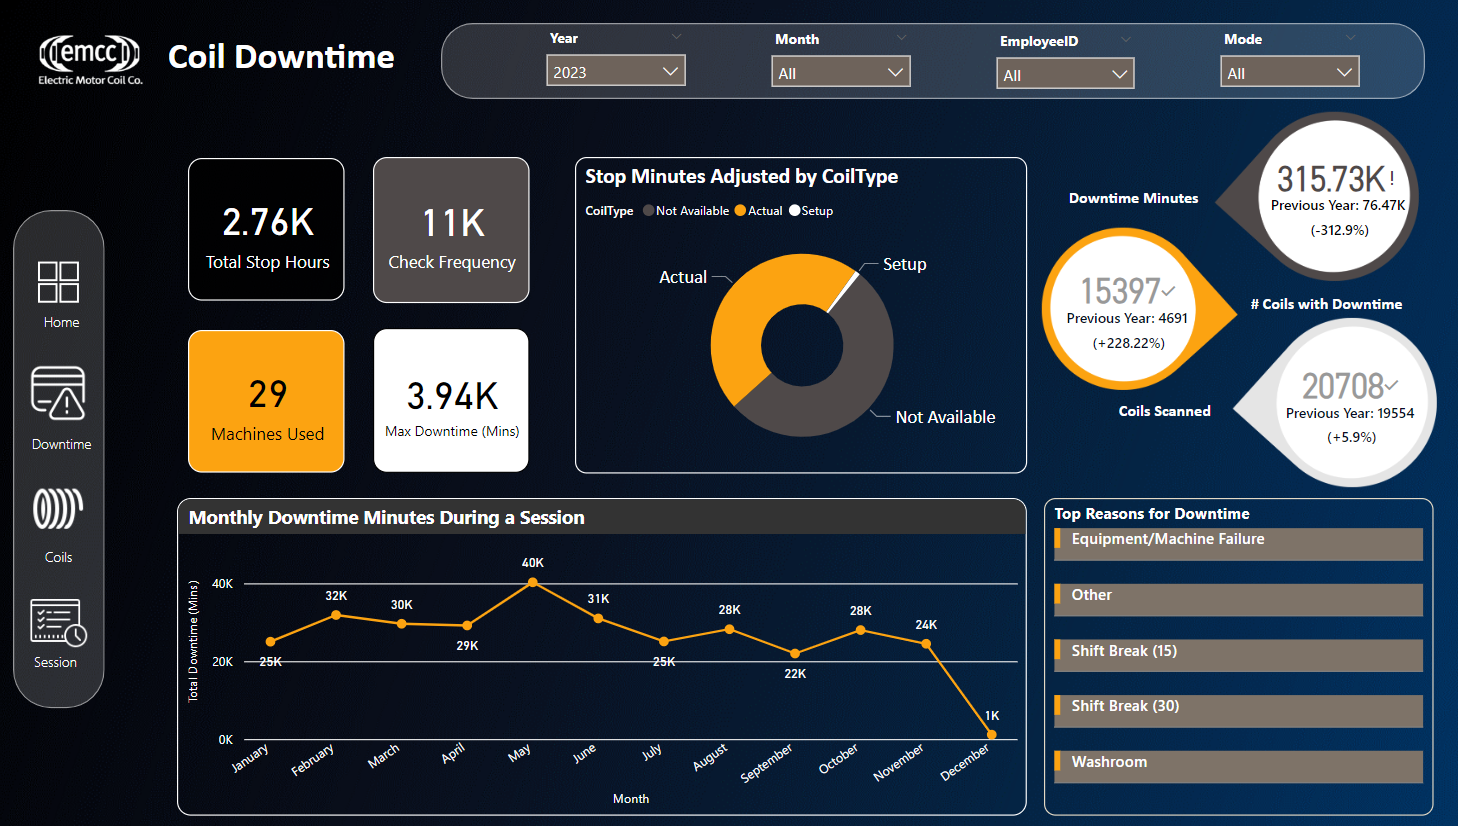 emcc
Electric Motor Coil Co.
Coil Downtime
Year
2023
Month
All
EmployeeID
All
Mode
All
Home
Downtime
Coils
Session
2.76K
Total Stop Hours
11K
Check Frequency
29
Machines Used
3.94K
Max Downtime (Mins)
Stop Minutes Adjusted by CoilType
CoilType Not Available Actual Setup
Actual
Setup
Not Available
Downtime Minutes
315.73K!
Previous Year: 76.47K
(-312.9%)
15397
Previous Year: 4691
(+228.22%)
# Coils with Downtime
Coils Scanned
20708
Previous Year: 19554
(+5.9%)
Monthly Downtime Minutes During a Session
Total Downtime (Mins)
40K
20K
0K
25K
32K
30K
29K
40K
31K
25K
28K
22K
28K
24K
1K
January
February
March
April
May
June
July
August
September
October
November
December
Month
Top Reasons for Downtime
Equipment/Machine Failure
Other
Shift Break (15)
Shift Break (30)
Washroom